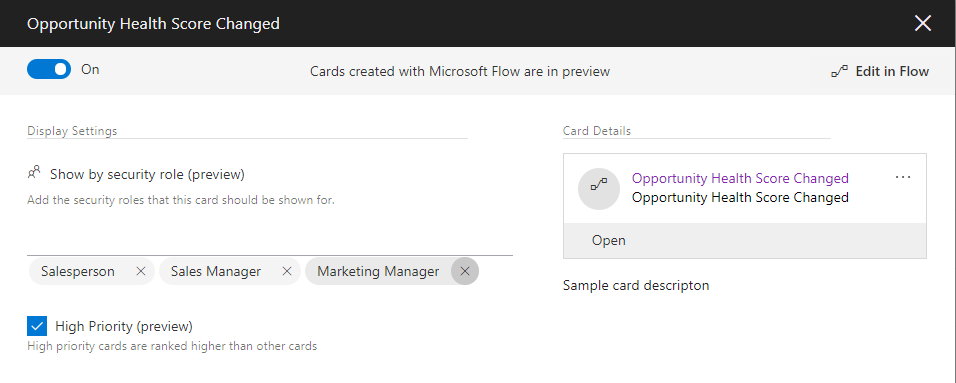 Opportunity Health Score Changed
On
Cards created with Microsoft Flow are in preview
Edit in Flow
Display Settings
Show by security role (preview)
Add the security roles that this card should be shown for.
Salesperson
Sales Manager
Marketing Manager
High Priority (preview)
High priority cards are ranked higher than other cards
Card Details
Opportunity Health Score Changed
Opportunity Health Score Changed
Open
Sample card descripton